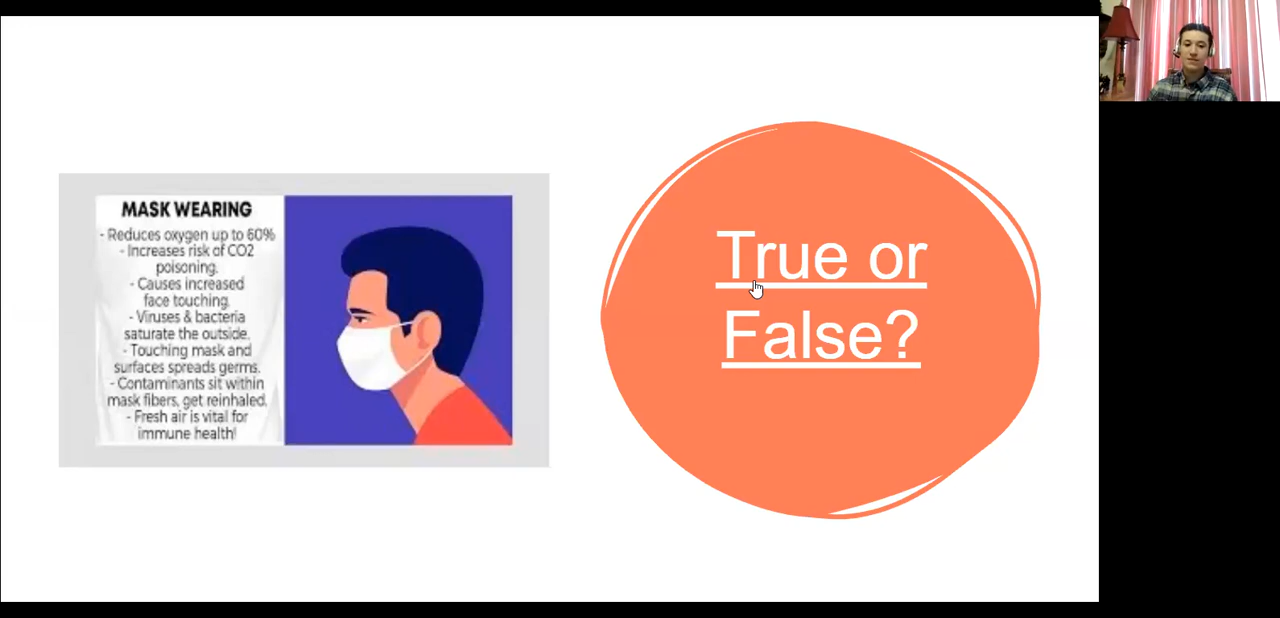 MASK WEARING
- Reduces oxygen up to 60%
- Increases risk of CO2
poisoning.
- Causes increased
face touching.
- Viruses & bacteria
saturate the outside.
- Touching mask and
surfaces spreads germs.
- Contaminants sit within
mask fibers, get reinhaled.
- Fresh air is vital for
immune health!
True or
False?